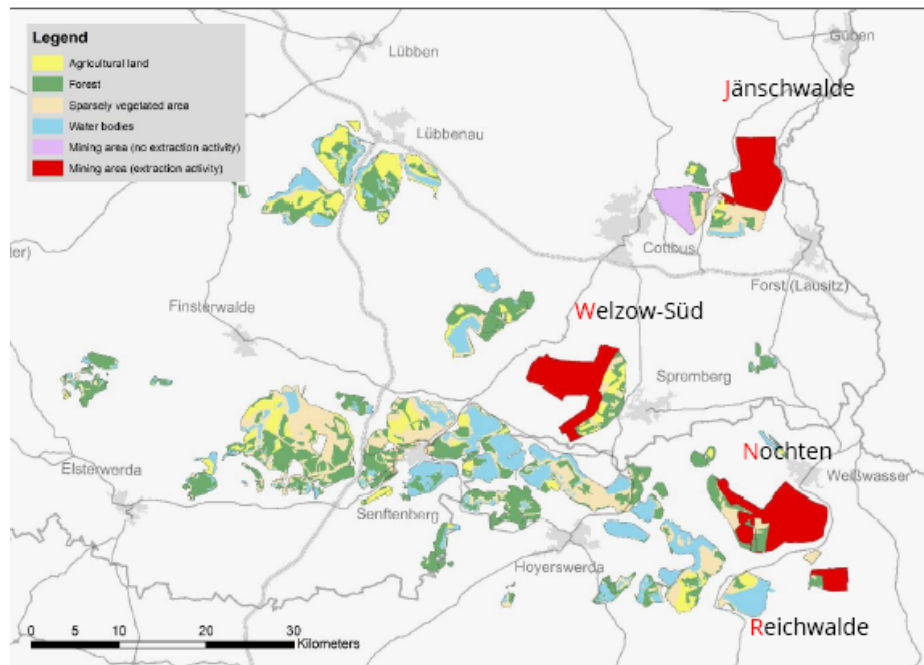 Legend
Agricultural land
Forest
Sparsely vegetated area
Water bodies
Mining area (no extraction activity)
Mining area (extraction activity)
Lübben
Guben
Jänschwalde
Lübbenau
Cottbus
er)
Forst (Lausitz)
Finsterwalde
Welzow-Süd
Spremberg
Nochten
Elsterwerda
Weißwasser
Senftenberg
Hoyerswerda
Reichwalde
0 10 20 30
Kilometers